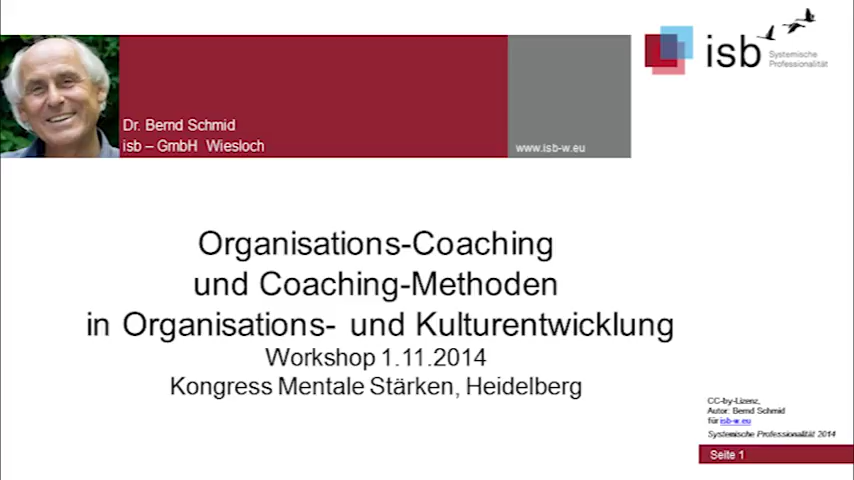 isb
Systemische
Professionalität
Dr. Bernd Schmid
isb – GmbH Wiesloch
www.isb-w.eu
Organisations-Coaching
und Coaching-Methoden
in Organisations- und Kulturentwicklung
Workshop 1.11.2014
Kongress Mentale Stärken, Heidelberg
CC-by-Lizenz,
Autor: Bernd Schmid
für isb-w.eu
Systemische Professionalität 2014
Seite 1